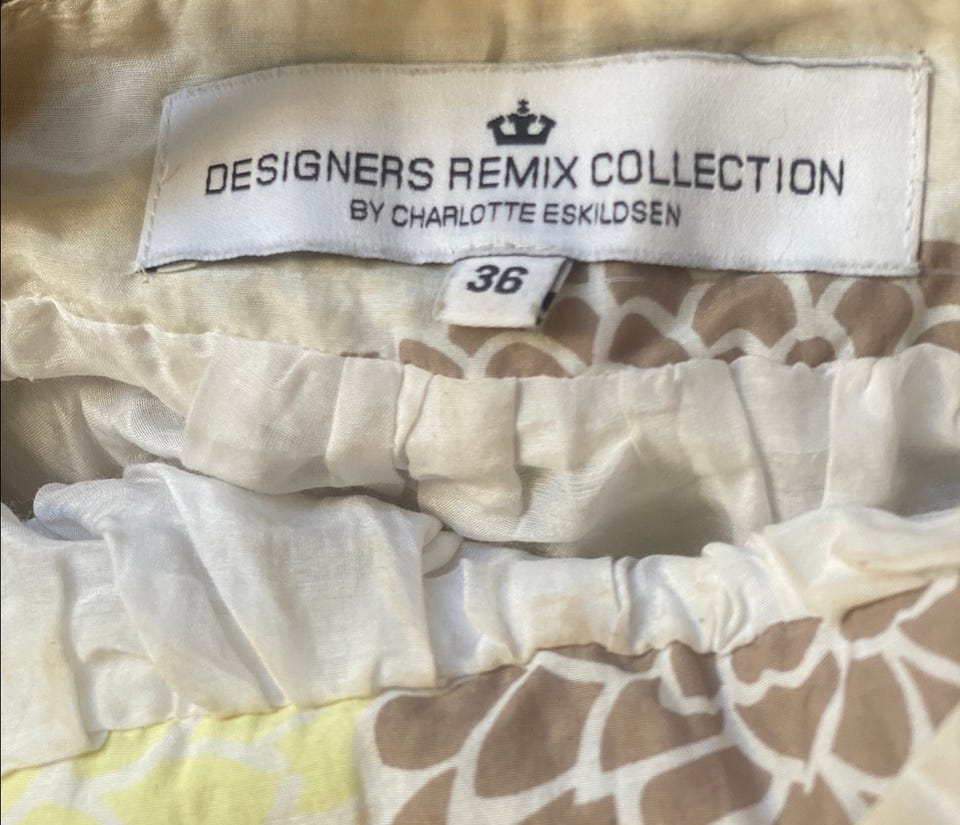 DESIGNERS REMIX COLLECTION
BY CHARLOTTE ESKILDSEN
36